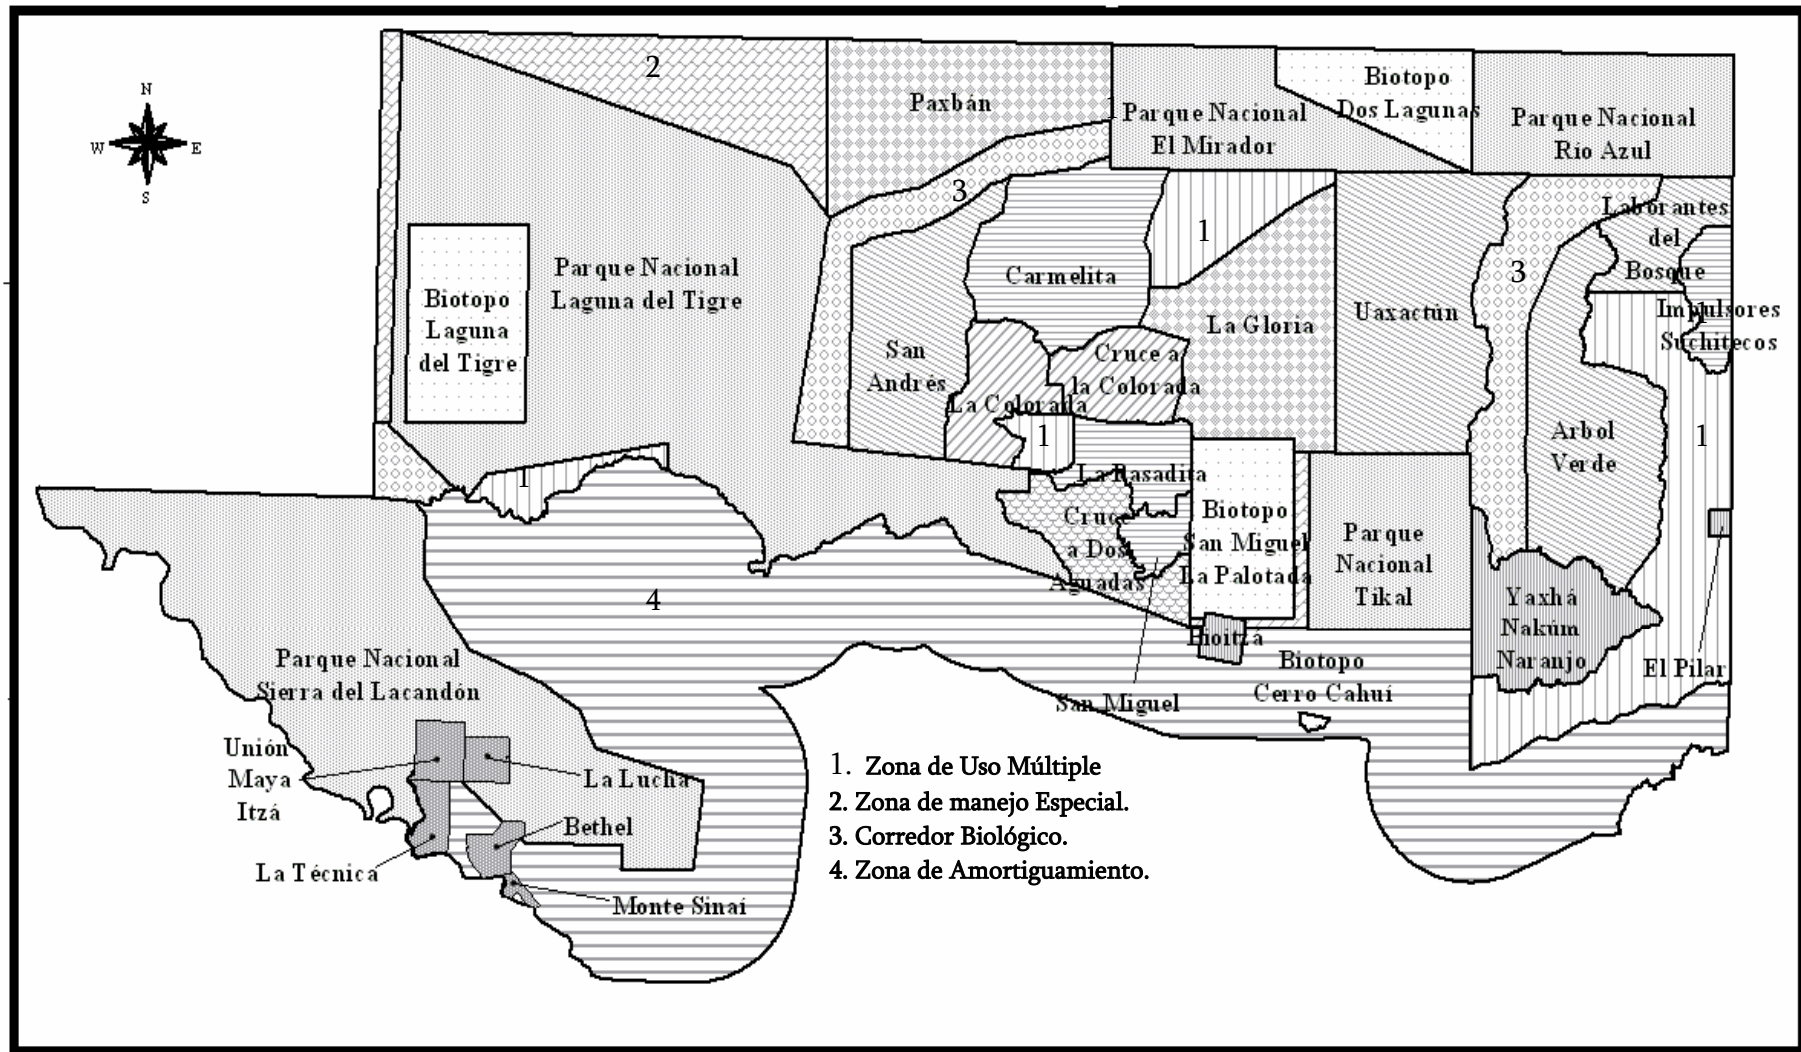 N
W
E
S
2
Paxbán
1
Parque Nacional
El Mirador
Biotopo
Dos Lagunas
Parque Nacional
Río Azul
3
1
Carmelita
Parque Nacional
Laguna del Tigre
Biotopo
Laguna
del Tigre
San
Andrés
La Gloria
Uaxactún
3
Laborantes
del
Bosque
Impulsores
Suchitecos
Cruce a
la Colorada
La Colorada
1
Arbol
Verde
1
1
La Pasadita
Cruce
a Dos
Aguadas
Biotopo
San Miguel
La Palotada
Parque
Nacional
Tikal
Yaxhá
Nakúm
Naranjo
El Pilar
4
Bioitzá
Biotopo
Cerro Cahuí
San Miguel
Parque Nacional
Sierra del Lacandón
Unión
Maya
Itzá
La Lucha
Bethel
La Técnica
Monte Sinaí
1. Zona de Uso Múltiple
2. Zona de manejo Especial.
3. Corredor Biológico.
4. Zona de Amortiguamiento.